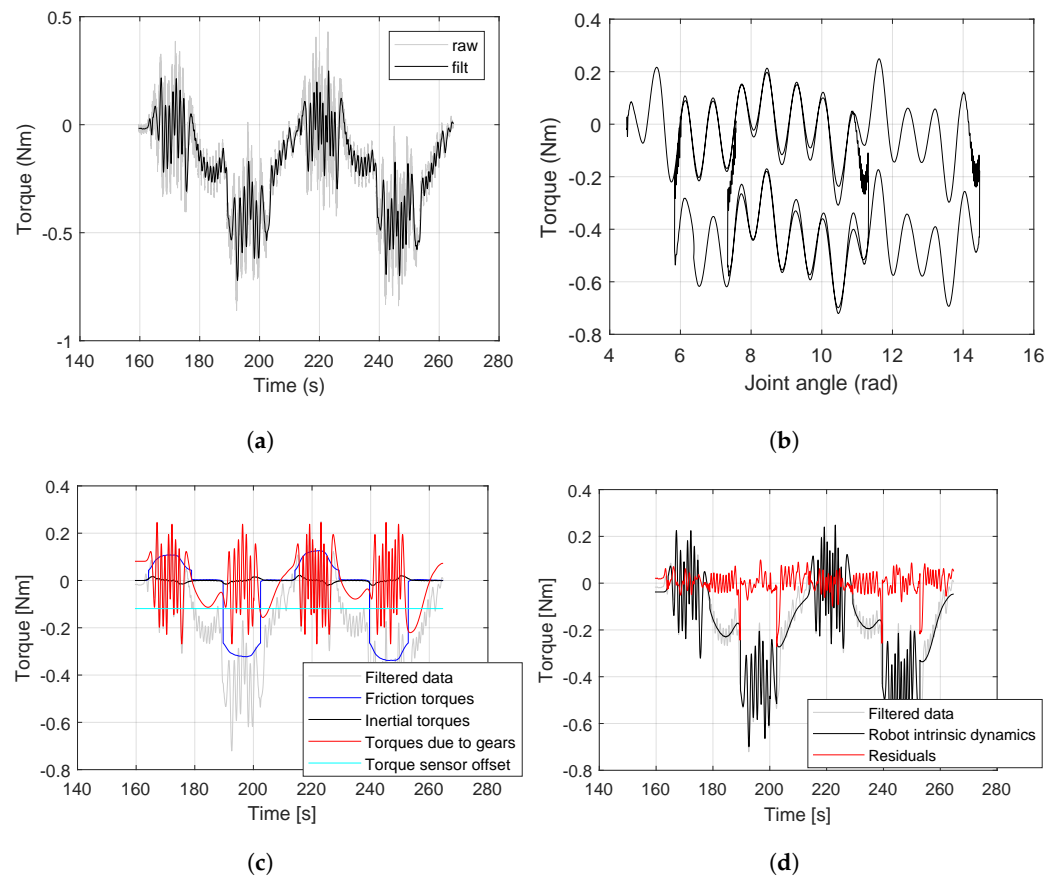 0.5
0
-0.5
-1
Torque (Nm)
raw
filt
140 160 180 200 220 240 260 280
Time (s)
(a)
0.4
0.2
0
-0.2
-0.4
-0.6
-0.8
Torque (Nm)
4 6 8 10 12 14 16
Joint angle (rad)
(b)
0.4
0.2
0
-0.2
-0.4
-0.6
-0.8
Torque [Nm]
Filtered data
Friction torques
Inertial torques
Torques due to gears
Torque sensor offset
140 160 180 200 220 240 260 280
Time [s]
(c)
0.4
0.2
0
-0.2
-0.4
-0.6
-0.8
Torque [Nm]
Filtered data
Robot intrinsic dynamics
Residuals
140 160 180 200 220 240 260 280
Time [s]
(d)